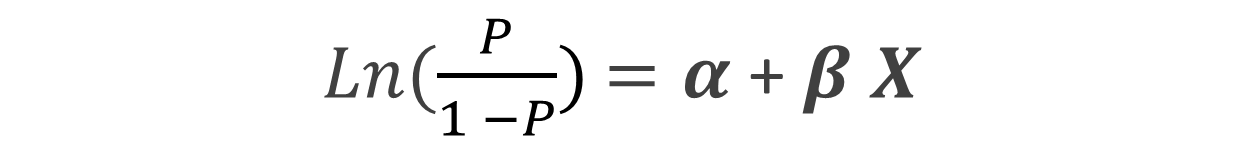 Ln(P/1 −P) = α + β X